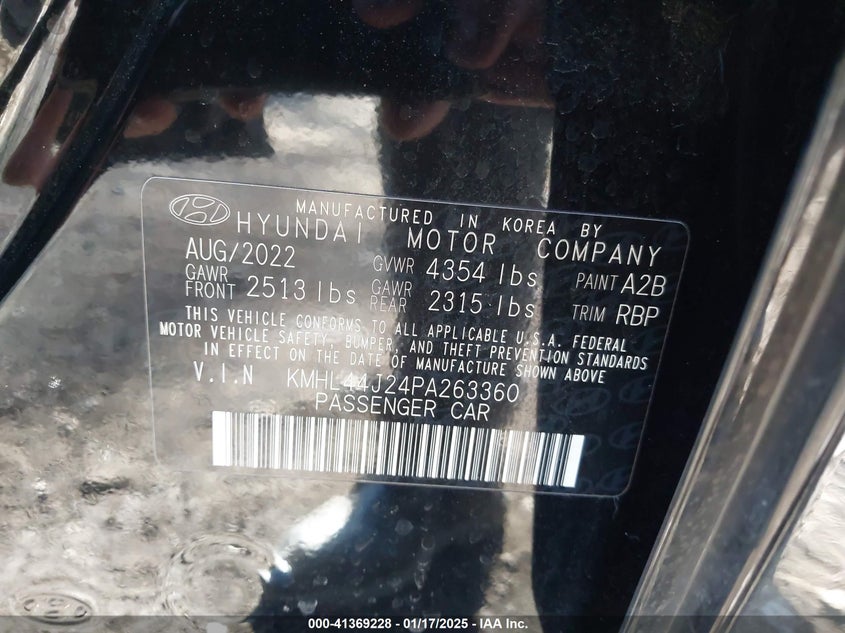 MANUFACTURED IN KOREA BY
HYUNDAI MOTOR COMPANY
AUG/2022 GVWR 4354 lbs PAINT A2B
GAWR FRONT 2513 lbs GAWR REAR 2315 lbs TRIM RBP
THIS VEHICLE CONFORMS TO ALL APPLICABLE U.S.A. FEDERAL
MOTOR VEHICLE SAFETY, BUMPER, AND THEFT PREVENTION STANDARDS
IN EFFECT ON THE DATE OF MANUFACTURE SHOWN ABOVE
V.I.N KMHL44J24PA263360
PASSENGER CAR
000-41369228 - 01/17/2025 - IAA Inc.